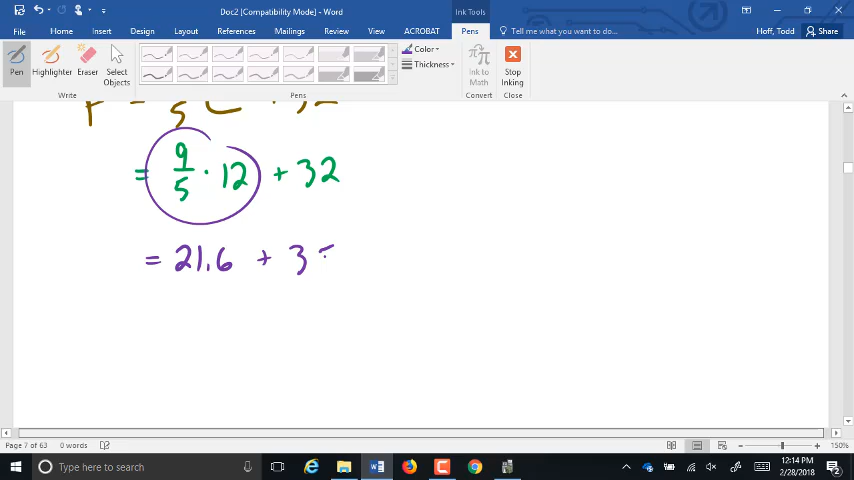 Doc2 [Compatibility Mode] - Word
Ink Tools
Hoff, Todd
File Home Insert Design Layout References Mailings Review View ACROBAT Pens Tell me what you want to do... Share
Pen Highlighter Eraser Select Objects
Color
Thickness
Ink to Math
Stop Inking
Write Pens Convert Close
5 C + 32
= 9/5 · 12 + 32
= 21.6 + 3
Page 7 of 63 0 words 150%
Type here to search
12:14 PM
2/28/2018
2